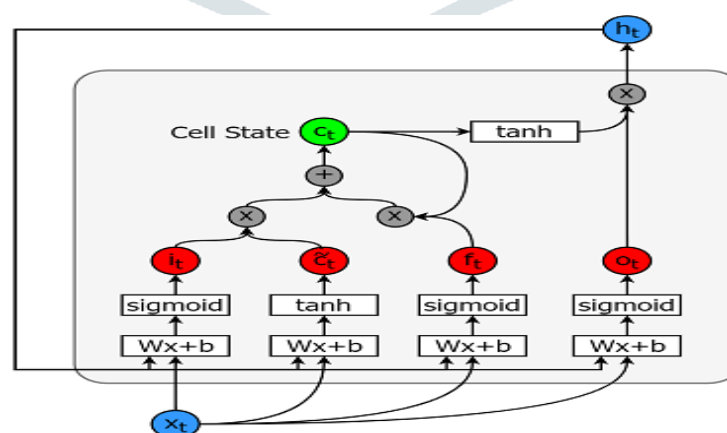 hₜ
×
Cell State cₜ tanh
+
× ×
iₜ c̃ₜ fₜ oₜ
sigmoid tanh sigmoid sigmoid
Wx+b Wx+b Wx+b Wx+b
xₜ